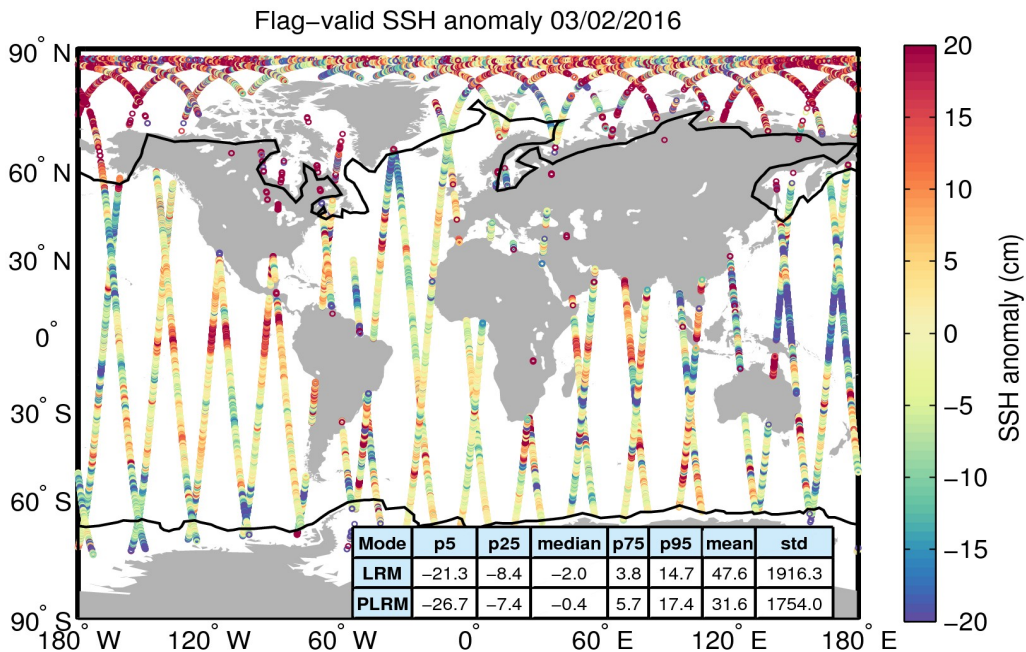 Flag−valid SSH anomaly 03/02/2016
90° N
60° N
30° N
0°
30° S
60° S
90° S
180° W 120° W 60° W 0° 60° E 120° E 180° E
20
15
10
5
0
−5
−10
−15
−20
SSH anomaly (cm)
Mode p5 p25 median p75 p95 mean std
LRM −21.3 −8.4 −2.0 3.8 14.7 47.6 1916.3
PLRM −26.7 −7.4 −0.4 5.7 17.4 31.6 1754.0